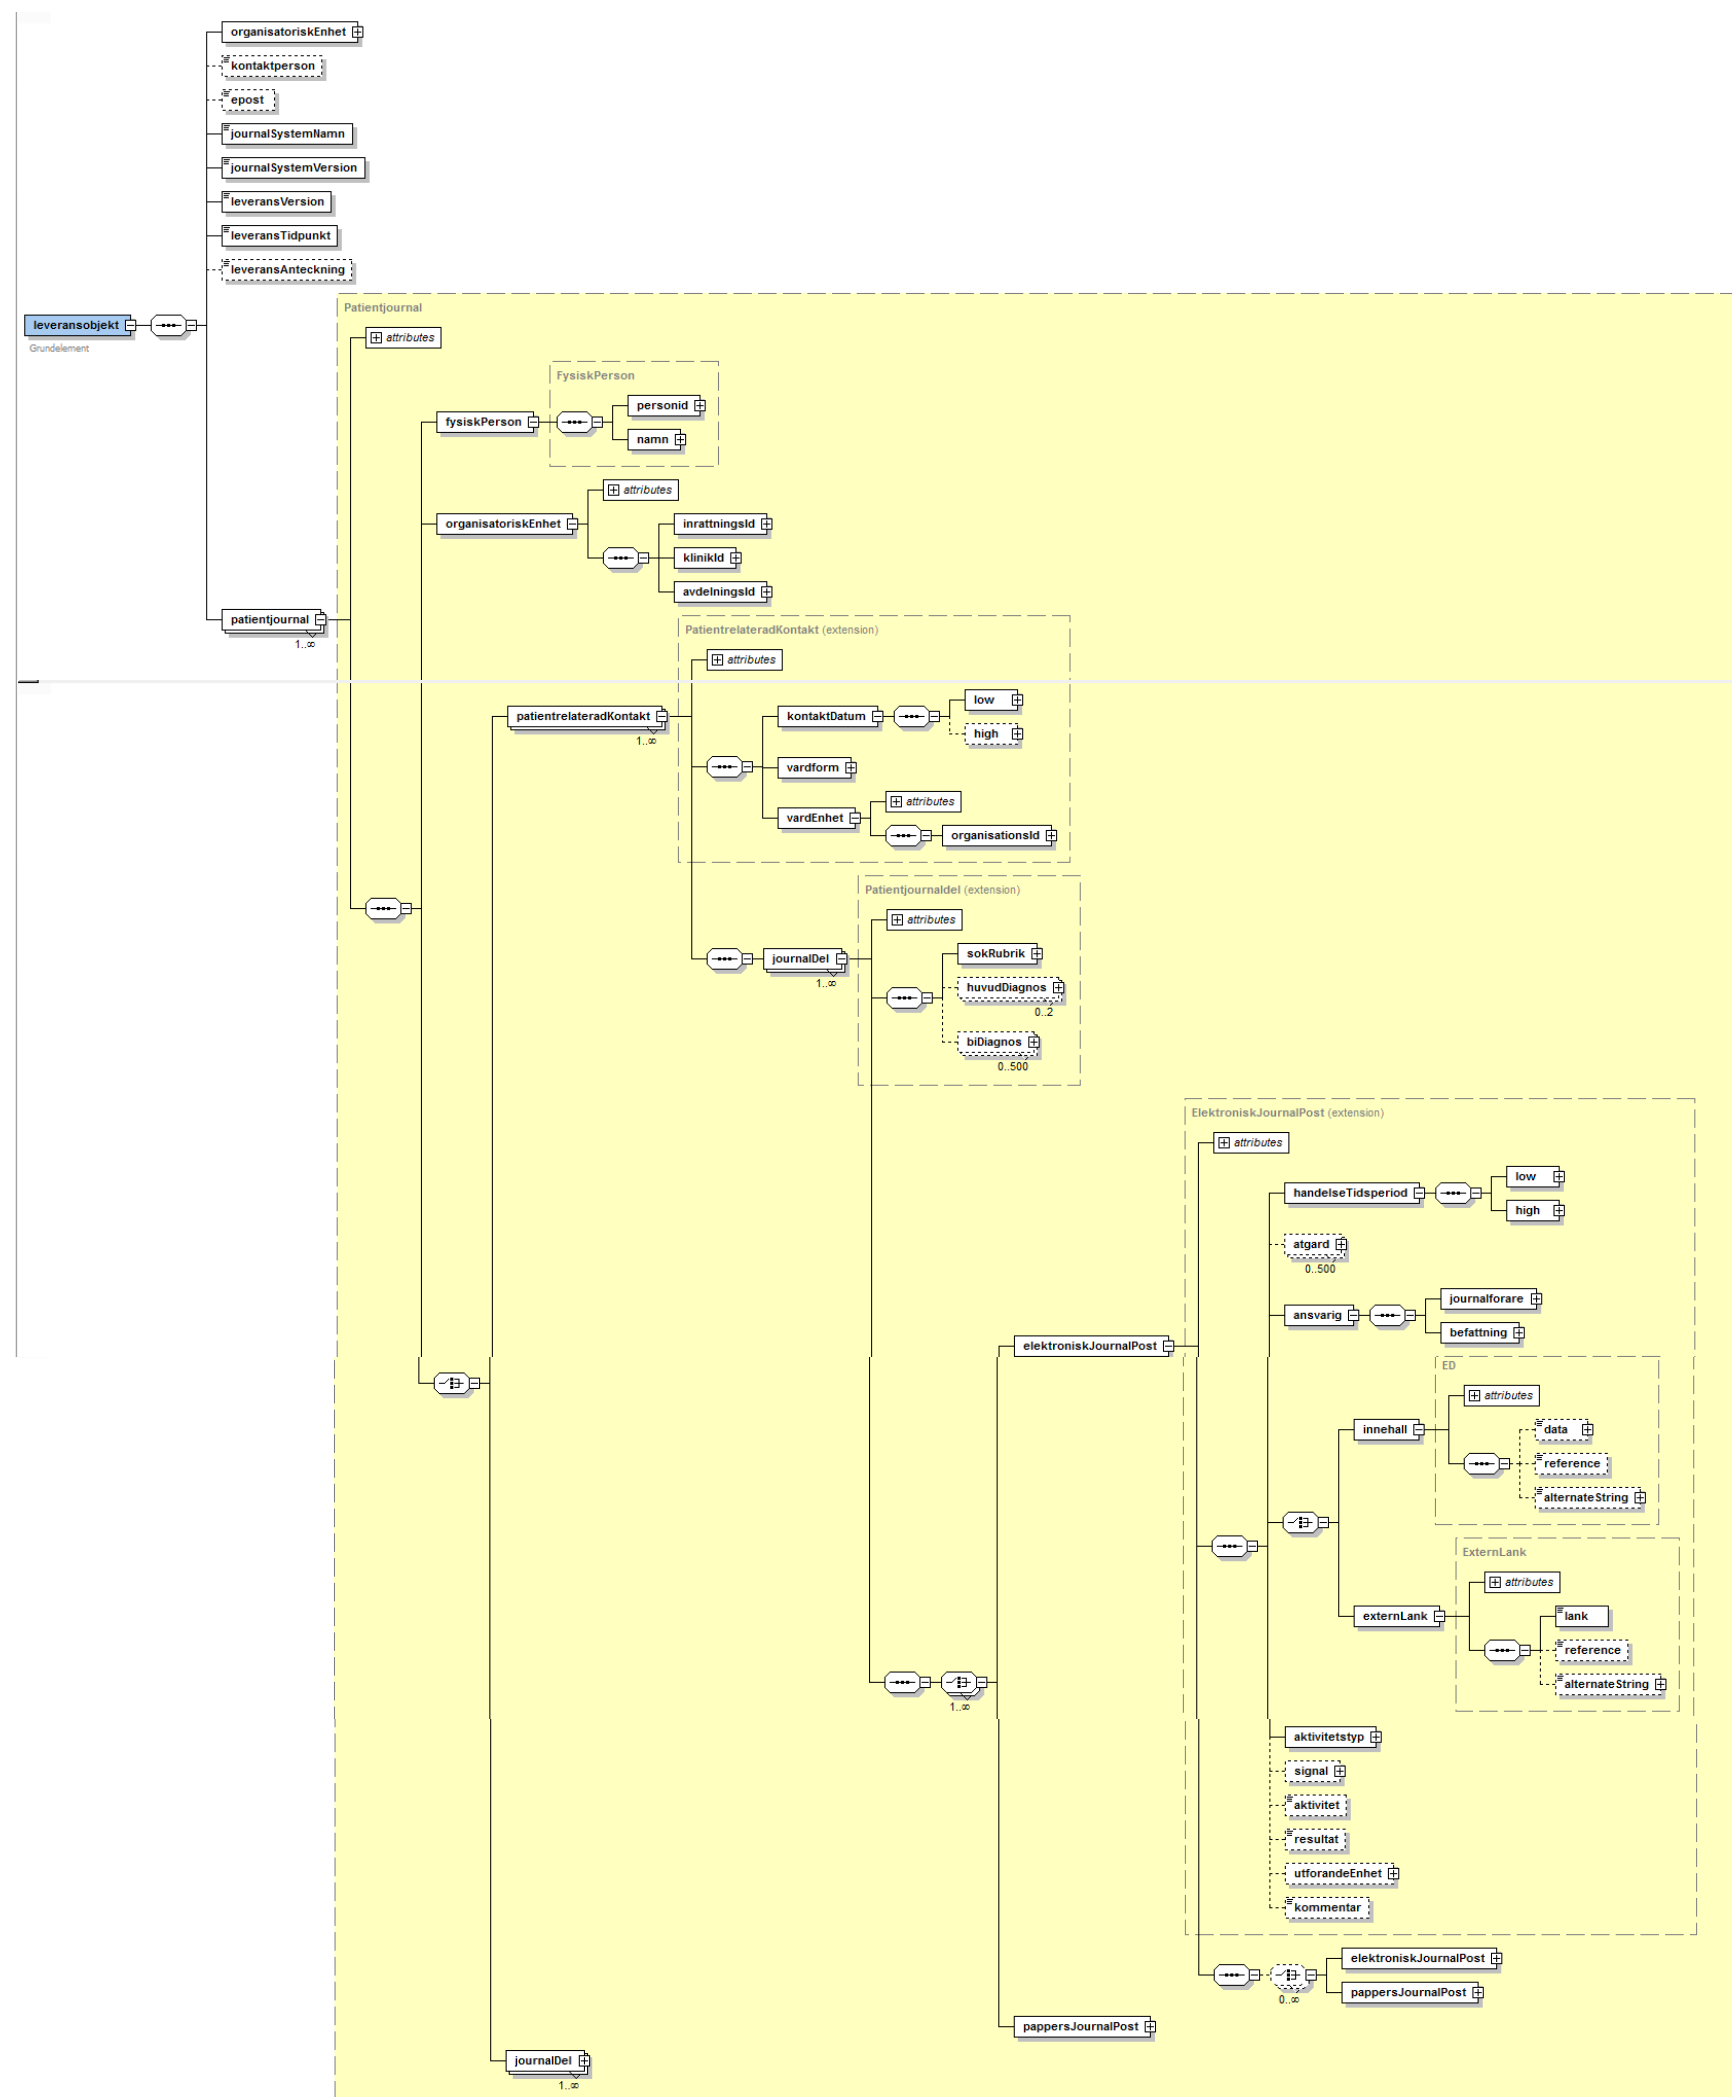 organisatoriskEnhet
kontaktperson
epost
journalSystemNamn
journalSystemVersion
leveransVersion
leveransTidpunkt
leveransAnteckning
leveransobjekt
Grundelement
Patientjournal
attributes
FysiskPerson
fysiskPerson
personid
namn
attributes
organisatoriskEnhet
inrattningsId
klinikId
avdelningsId
patientjournal
1..∞
PatientrelateradKontakt (extension)
attributes
patientrelateradKontakt
1..∞
kontaktDatum
low
high
vardform
vardEnhet
attributes
organisationsId
Patientjournaldel (extension)
attributes
journalDel
1..∞
sokRubrik
huvudDiagnos
0..2
biDiagnos
0..500
ElektroniskJournalPost (extension)
attributes
handelseTidsperiod
low
high
atgard
0..500
ansvarig
journalforare
befattning
elektroniskJournalPost
ED
attributes
innehall
data
reference
alternateString
ExternLank
attributes
externLank
lank
reference
alternateString
1..∞
aktivitetstyp
signal
aktivitet
resultat
utforandeEnhet
kommentar
elektroniskJournalPost
pappersJournalPost
0..∞
pappersJournalPost
journalDel
1..∞